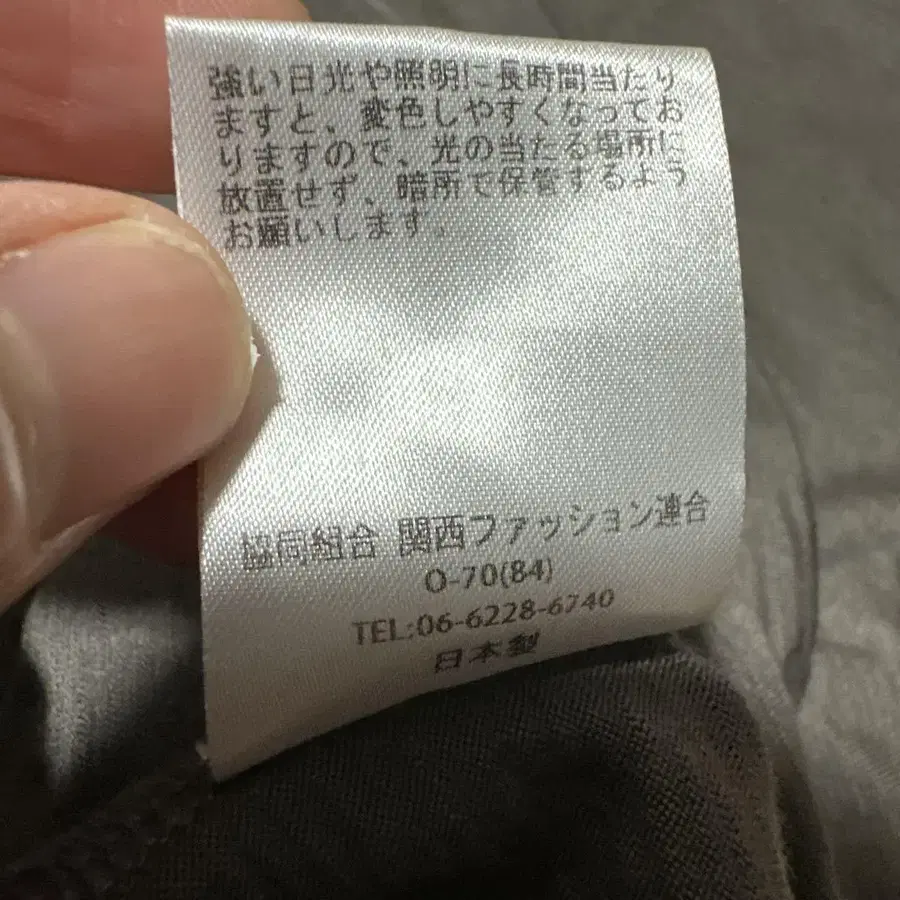 強い日光や照明に長時間当たり
ますと、変色しやすくなってお
りますので、光の当たる場所に
放置せず、暗所で保管するよう
お願いします。
協同組合 関西ファッション連合
O-70(84)
TEL:06-6228-6740
日本製